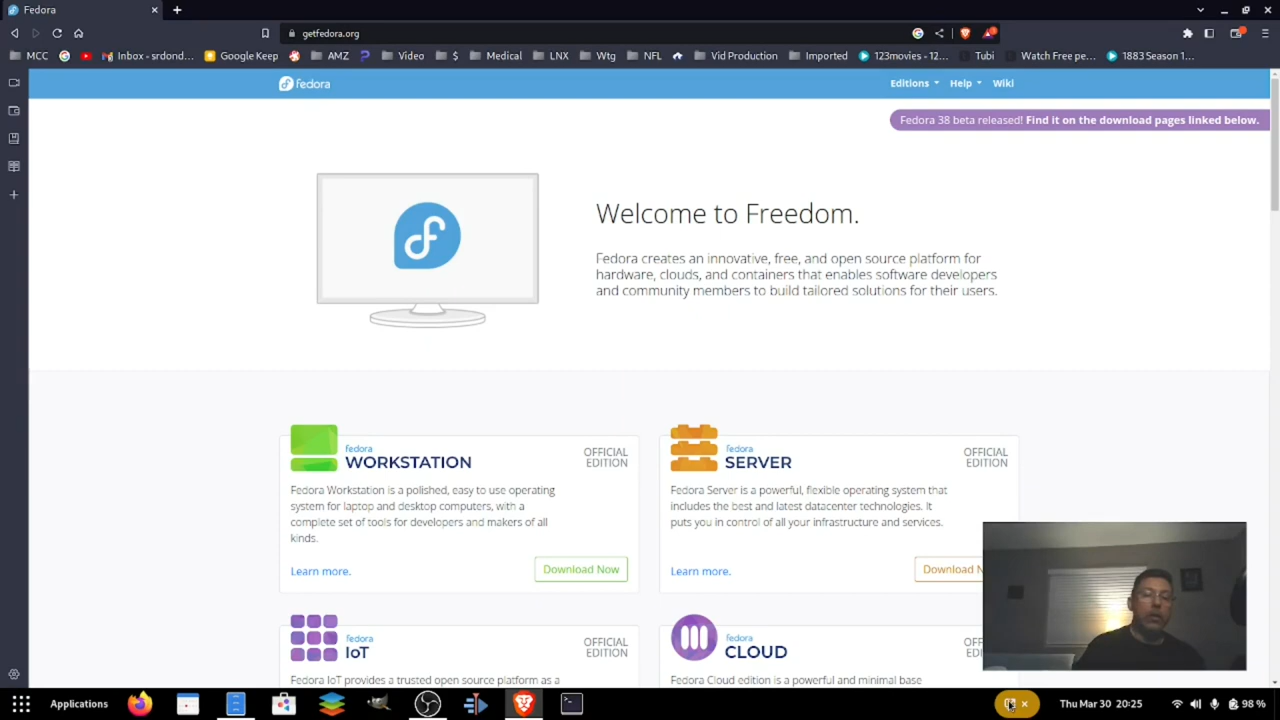 Fedora
getfedora.org
MCC
Inbox - srdond...
Google Keep
AMZ
Video
$
Medical
LNX
Wtg
NFL
Vid Production
Imported
123movies - 12...
Tubi
Watch Free pe...
1883 Season 1...
fedora
Editions
Help
Wiki
Fedora 38 beta released! Find it on the download pages linked below.
Welcome to Freedom.
Fedora creates an innovative, free, and open source platform for
hardware, clouds, and containers that enables software developers
and community members to build tailored solutions for their users.
fedora
WORKSTATION
OFFICIAL
EDITION
Fedora Workstation is a polished, easy to use operating
system for laptop and desktop computers, with a
complete set of tools for developers and makers of all
kinds.
Learn more.
Download Now
fedora
SERVER
OFFICIAL
EDITION
Fedora Server is a powerful, flexible operating system that
includes the best and latest datacenter technologies. It
puts you in control of all your infrastructure and services.
Learn more.
Download N
fedora
IoT
OFFICIAL
EDITION
Fedora IoT provides a trusted open source platform as a
fedora
CLOUD
OFF
EDI
Fedora Cloud edition is a powerful and minimal base
Applications
Thu Mar 30 20:25
98 %